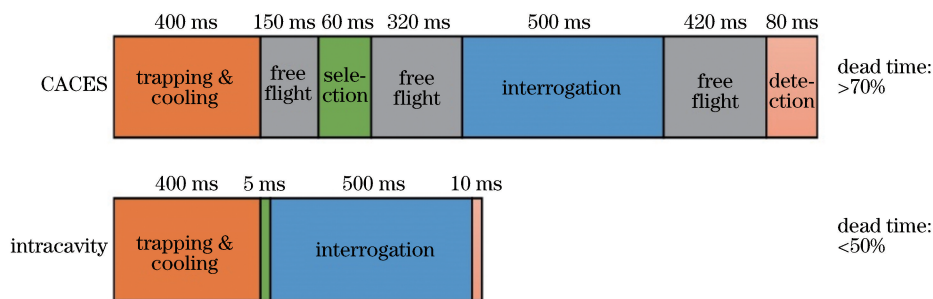 400 ms 150 ms 60 ms 320 ms 500 ms 420 ms 80 ms
CACES
trapping &
cooling
free
flight
sele-
ction
free
flight
interrogation
free
flight
dete-
ction
dead time:
>70%
400 ms 5 ms 500 ms 10 ms
intracavity
trapping &
cooling
interrogation
dead time:
<50%